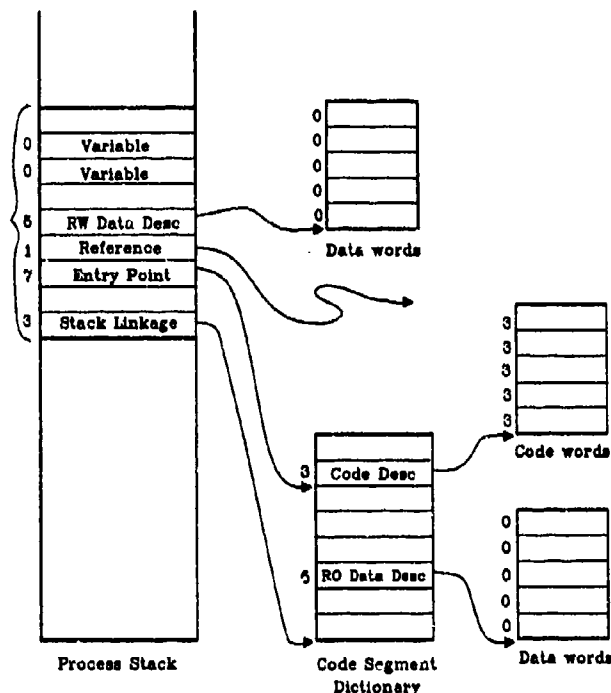 0 Variable
0 Variable
5 RW Data Desc
1 Reference
7 Entry Point
3 Stack Linkage
Process Stack
0
0
0
0
0
Data words
3
3
3
3
3
Code words
3 Code Desc
5 RO Data Desc
Code Segment
Dictionary
0
0
0
0
0
Data words